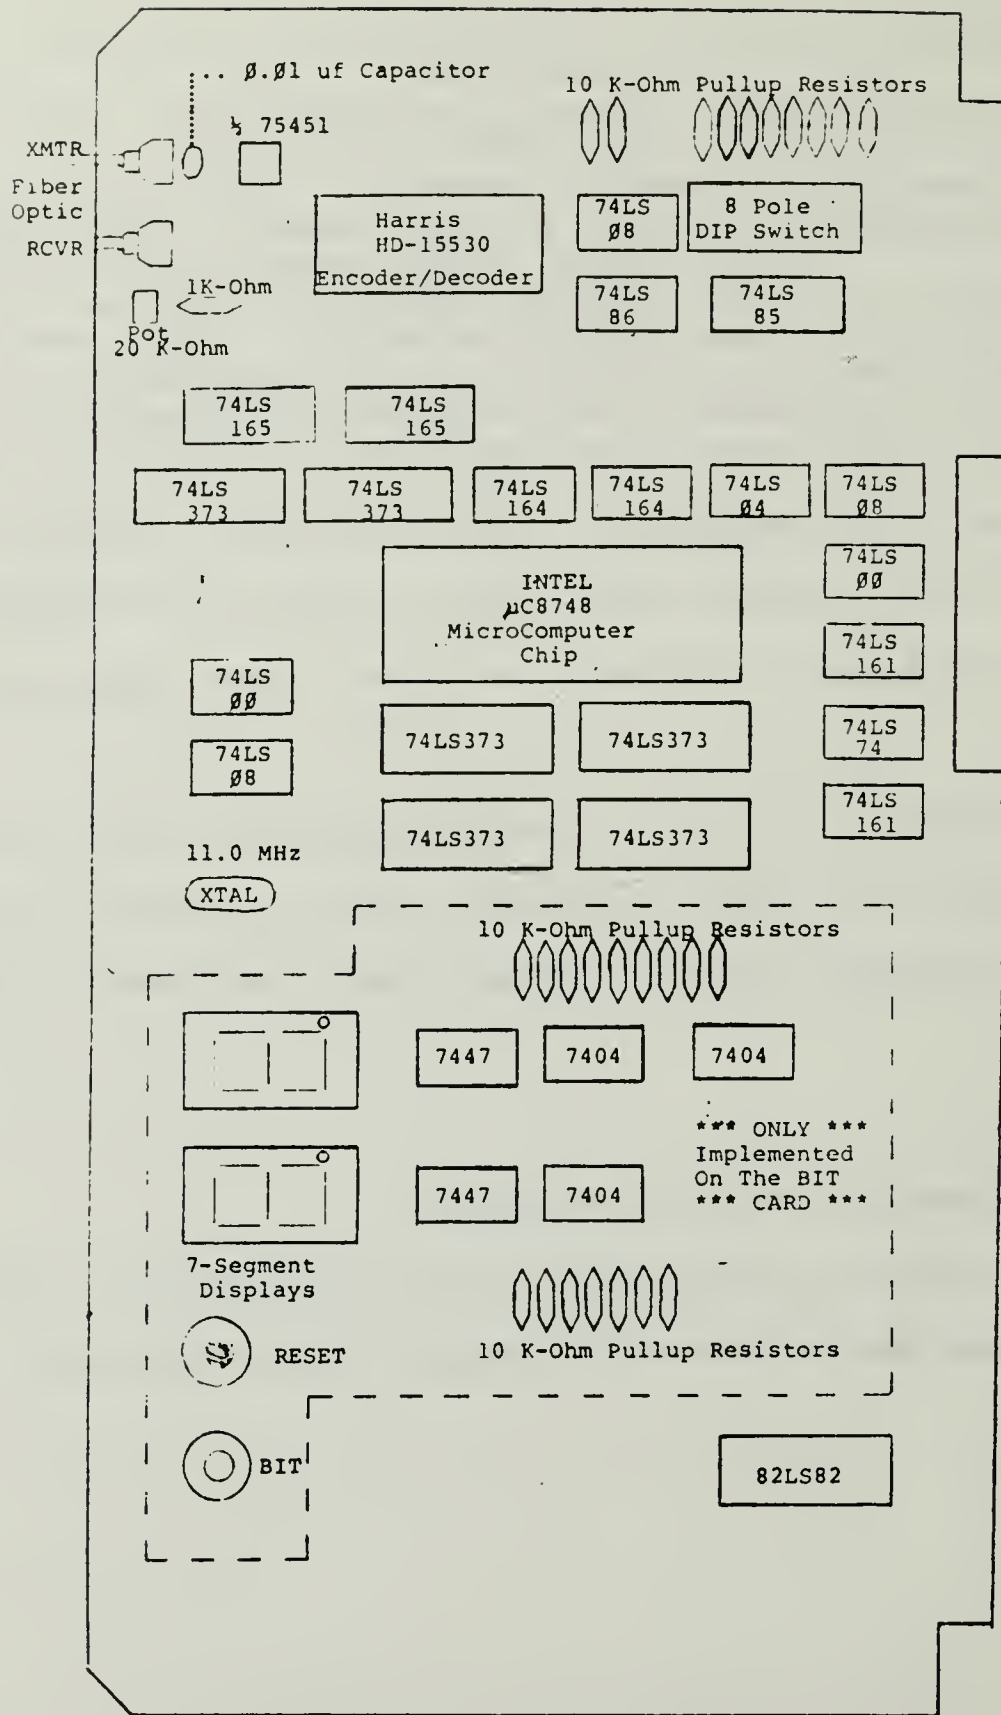 .. Ø.Ø1 uf Capacitor
10 K-Ohm Pullup Resistors
½ 75451
XMTR
Fiber
Optic
RCVR
Harris
HD-15530
Encoder/Decoder
74LS
Ø8
8 Pole
DIP Switch
1K-Ohm
Pot
20 K-Ohm
74LS
86
74LS
85
74LS
165
74LS
165
74LS
373
74LS
373
74LS
164
74LS
164
74LS
Ø4
74LS
Ø8
INTEL
µC8748
MicroComputer
Chip
74LS
ØØ
74LS
161
74LS
ØØ
74LS373
74LS373
74LS
74
74LS
Ø8
74LS373
74LS373
74LS
161
11.0 MHz
XTAL
10 K-Ohm Pullup Resistors
7447
7404
7404
*** ONLY ***
Implemented
On The BIT
*** CARD ***
7447
7404
7-Segment
Displays
RESET
10 K-Ohm Pullup Resistors
BIT
82LS82